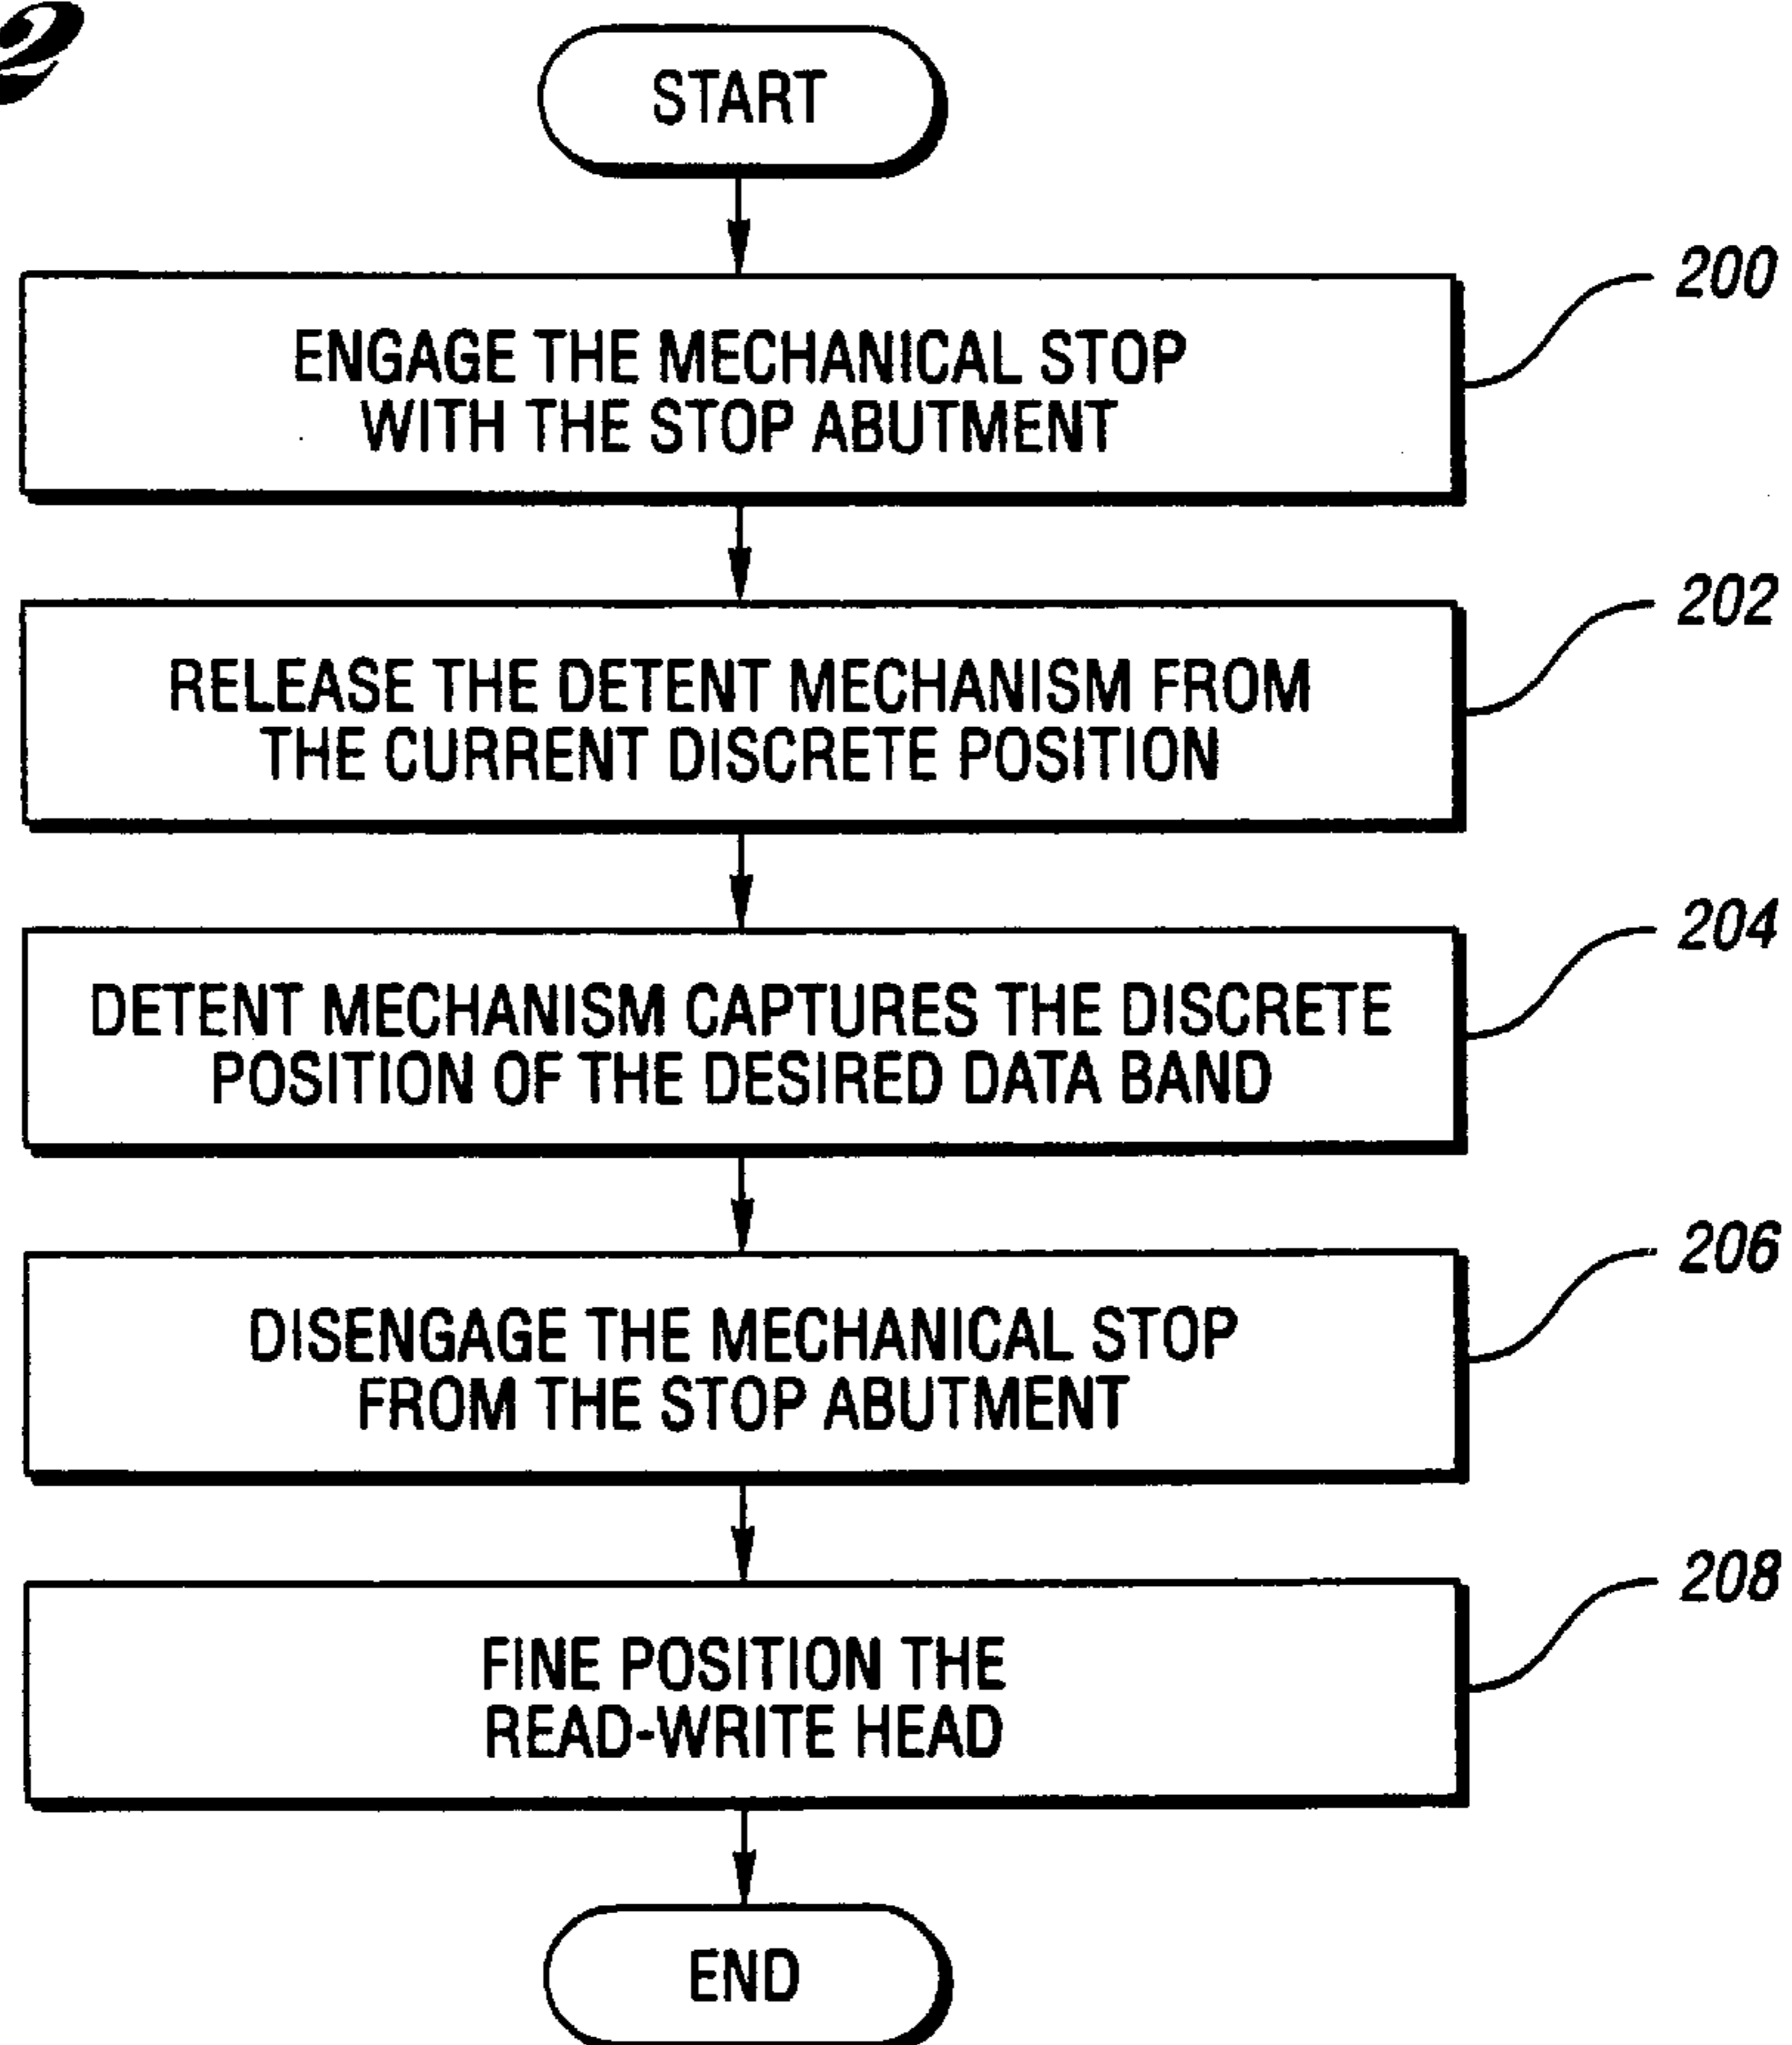 2
START
200
ENGAGE THE MECHANICAL STOP
WITH THE STOP ABUTMENT
202
RELEASE THE DETENT MECHANISM FROM
THE CURRENT DISCRETE POSITION
204
DETENT MECHANISM CAPTURES THE DISCRETE
POSITION OF THE DESIRED DATA BAND
206
DISENGAGE THE MECHANICAL STOP
FROM THE STOP ABUTMENT
208
FINE POSITION THE
READ-WRITE HEAD
END